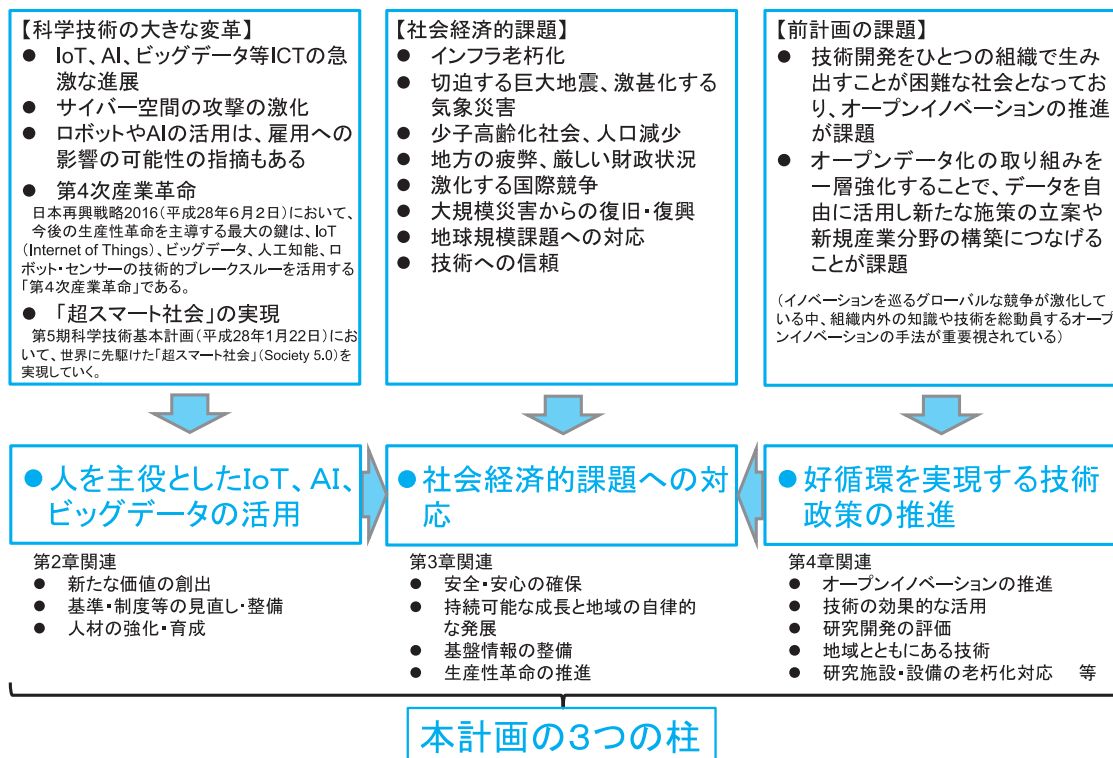 【科学技術の大きな変革】
● IoT、AI、ビッグデータ等ICTの急
激な進展
● サイバー空間の攻撃の激化
● ロボットやAIの活用は、雇用への
影響の可能性の指摘もある
● 第4次産業革命
日本再興戦略2016(平成28年6月2日)において、
今後の生産性革命を主導する最大の鍵は、IoT
(Internet of Things)、ビッグデータ、人工知能、ロ
ボット・センサーの技術的ブレークスルーを活用する
「第4次産業革命」である。
● 「超スマート社会」の実現
第5期科学技術基本計画(平成28年1月22日)にお
いて、世界に先駆けた「超スマート社会」(Society 5.0)を
実現していく。
【社会経済的課題】
● インフラ老朽化
● 切迫する巨大地震、激基化する
気象災害
● 少子高齢化社会、人口減少
● 地方の疲弊、厳しい財政状況
● 激化する国際競争
● 大規模災害からの復旧・復興
● 地球規模課題への対応
● 技術への信頼
【前計画の課題】
● 技術開発をひとつの組織で生み
出すことが困難な社会となってお
り、オープンイノベーションの推進
が課題
● オープンデータ化の取り組みを
一層強化することで、データを自
由に活用し新たな施策の立案や
新規産業分野の構築につなげる
ことが課題
(イノベーションを巡るグローバルな競争が激化して
いる中、組織内外の知識や技術を総動員するオープ
ンイノベーションの手法が重要視されている)
● 人を主役としたIoT、AI、
ビッグデータの活用
● 社会経済的課題への対
応
● 好循環を実現する技術
政策の推進
第2章関連
● 新たな価値の創出
● 基準・制度等の見直し・整備
● 人材の強化・育成
第3章関連
● 安全・安心の確保
● 持続可能な成長と地域の自律的
な発展
● 基盤情報の整備
● 生産性革命の推進
第4章関連
● オープンイノベーションの推進
● 技術の効果的な活用
● 研究開発の評価
● 地域とともにある技術
● 研究施設・設備の老朽化対応 等
本計画の3つの柱